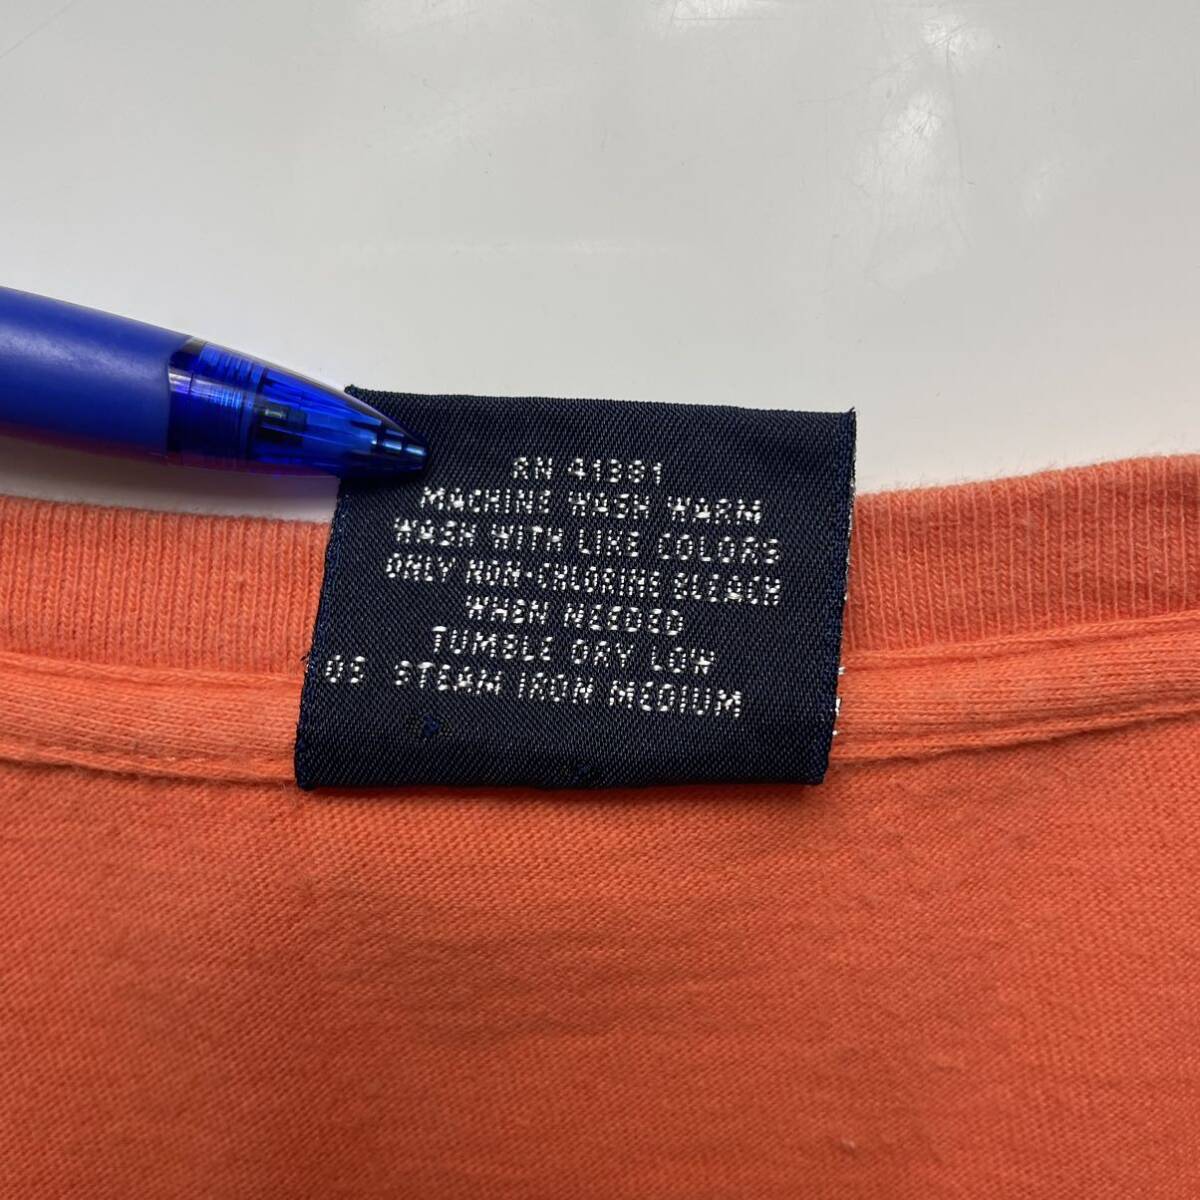 RN 41381
MACHINE WASH WARM
WASH WITH LIKE COLORS
ONLY NON-CHLORINE BLEACH
WHEN NEEDED
TUMBLE DRY LOW
05 STEAM IRON MEDIUM